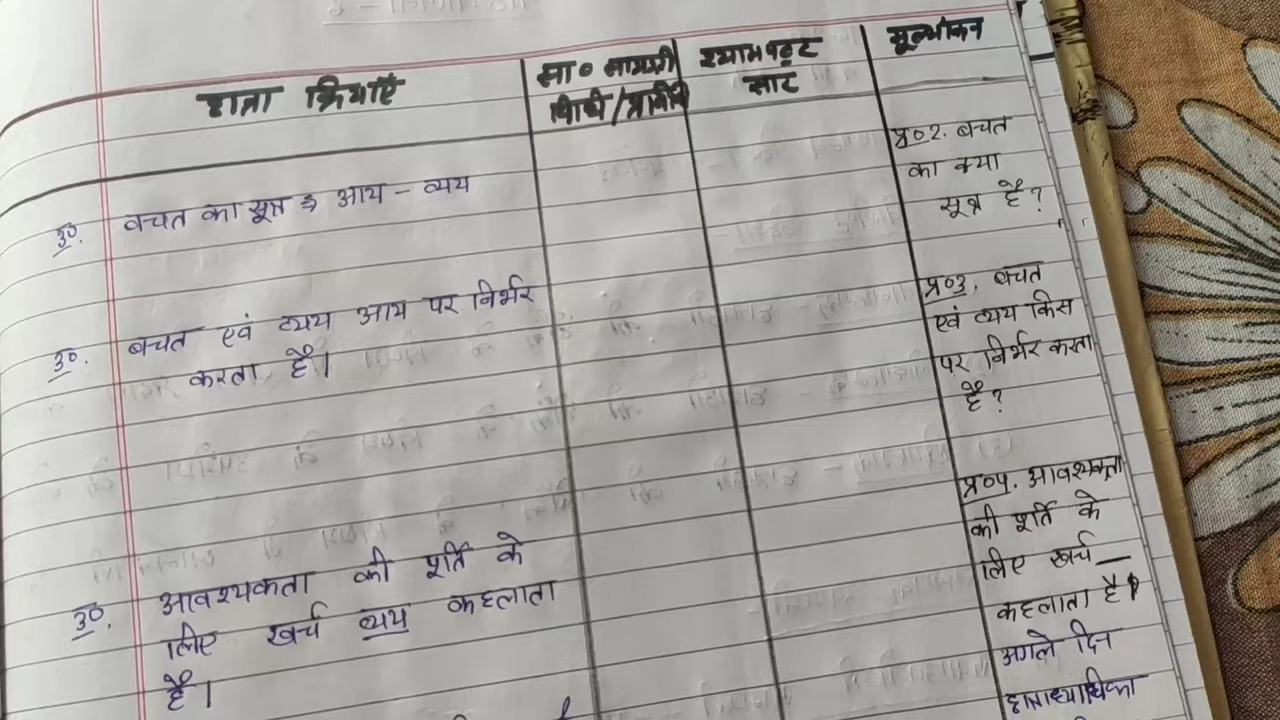 छात्रा क्रियाएँ
सा० सामग्री
विधि/प्राविधि
श्यामपट्ट
सार
मूल्यांकन
उ०. बचत का सूत्र = आय - व्यय
प्र०2. बचत
का क्या
सूत्र है?
उ०. बचत एवं व्यय आय पर निर्भर
करता है।
प्र०3. बचत
एवं व्यय किस
पर निर्भर करता
है?
उ०. आवश्यकता की पूर्ति के
लिए खर्च व्यय कहलाता
है।
प्र०4. आवश्यकता
की पूर्ति के
लिए खर्च —
कहलाता है।
अगले दिन
छात्राध्यापिका